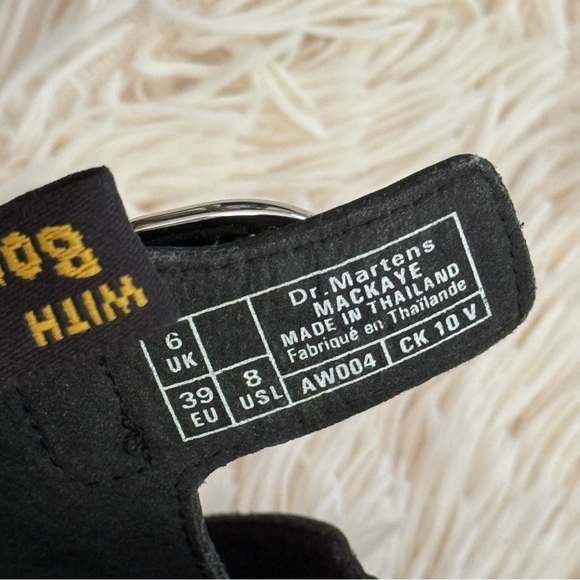 WITH
6
UK
39
EU
8
USL
Dr. Martens
MACKAYE
MADE IN THAILAND
Fabriqué en Thaïlande
AW004
CK 10 V